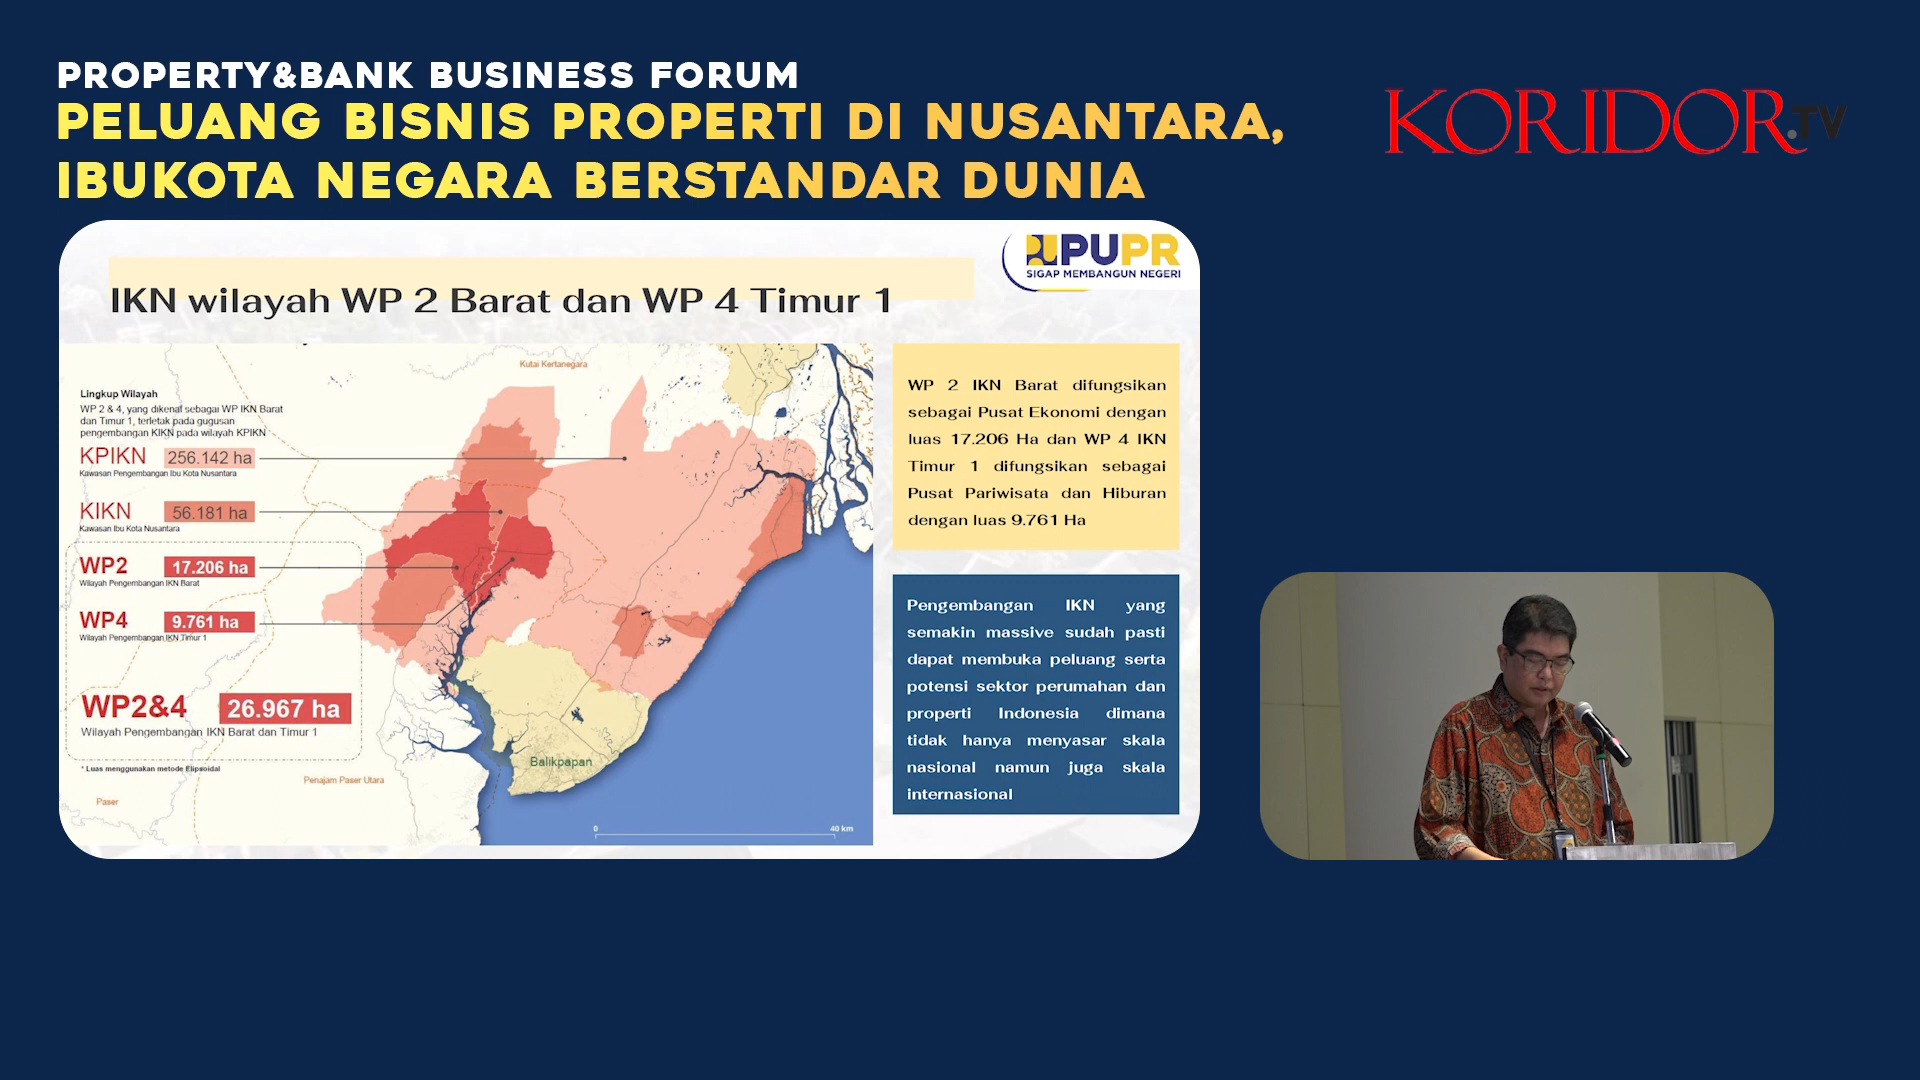 PROPERTY&BANK BUSINESS FORUM
PELUANG BISNIS PROPERTI DI NUSANTARA,
IBUKOTA NEGARA BERSTANDAR DUNIA
KORIDOR.TV
PUPR
SIGAP MEMBANGUN NEGERI
IKN wilayah WP 2 Barat dan WP 4 Timur 1
Kutai Kertanegara
Lingkup Wilayah
WP 2 & 4, yang dikenal sebagai WP IKN Barat
dan Timur 1, terletak pada gugusan
pengembangan KIKN pada wilayah KPIKN
KPIKN 256.142 ha
Kawasan Pengembangan Ibu Kota Nusantara
KIKN 56.181 ha
Kawasan Ibu Kota Nusantara
WP2 17.206 ha
Wilayah Pengembangan IKN Barat
WP4 9.761 ha
Wilayah Pengembangan IKN Timur 1
WP2&4 26.967 ha
Wilayah Pengembangan IKN Barat dan Timur 1
* Luas menggunakan metode Elipsoidal
Balikpapan
Penajam Paser Utara
Paser
0 40 km
WP 2 IKN Barat difungsikan
sebagai Pusat Ekonomi dengan
luas 17.206 Ha dan WP 4 IKN
Timur 1 difungsikan sebagai
Pusat Pariwisata dan Hiburan
dengan luas 9.761 Ha
Pengembangan IKN yang
semakin massive sudah pasti
dapat membuka peluang serta
potensi sektor perumahan dan
properti Indonesia dimana
tidak hanya menyasar skala
nasional namun juga skala
internasional